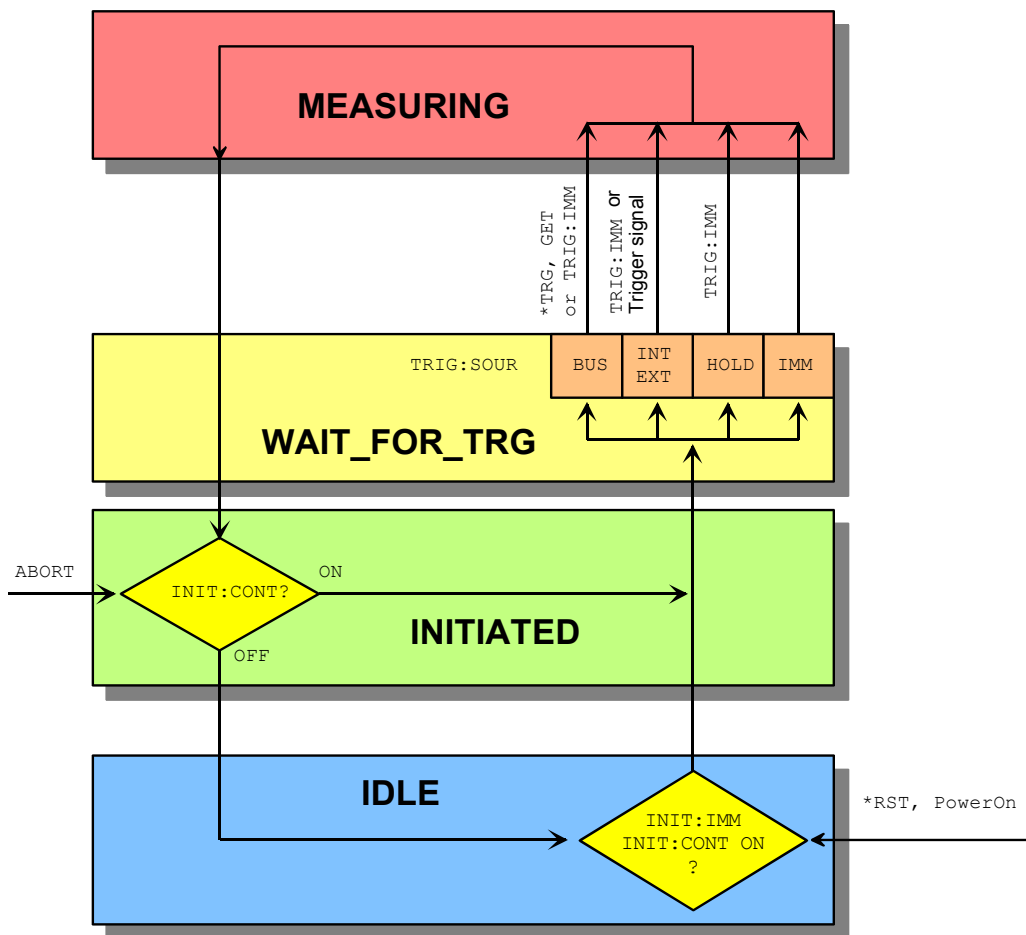 MEASURING
*TRG, GET
or TRIG:IMM
TRIG:IMM or
Trigger signal
TRIG:IMM
TRIG:SOUR
BUS
INT
EXT
HOLD
IMM
WAIT_FOR_TRG
ABORT
INIT:CONT?
ON
INITIATED
OFF
IDLE
INIT:IMM
INIT:CONT ON
?
*RST, PowerOn